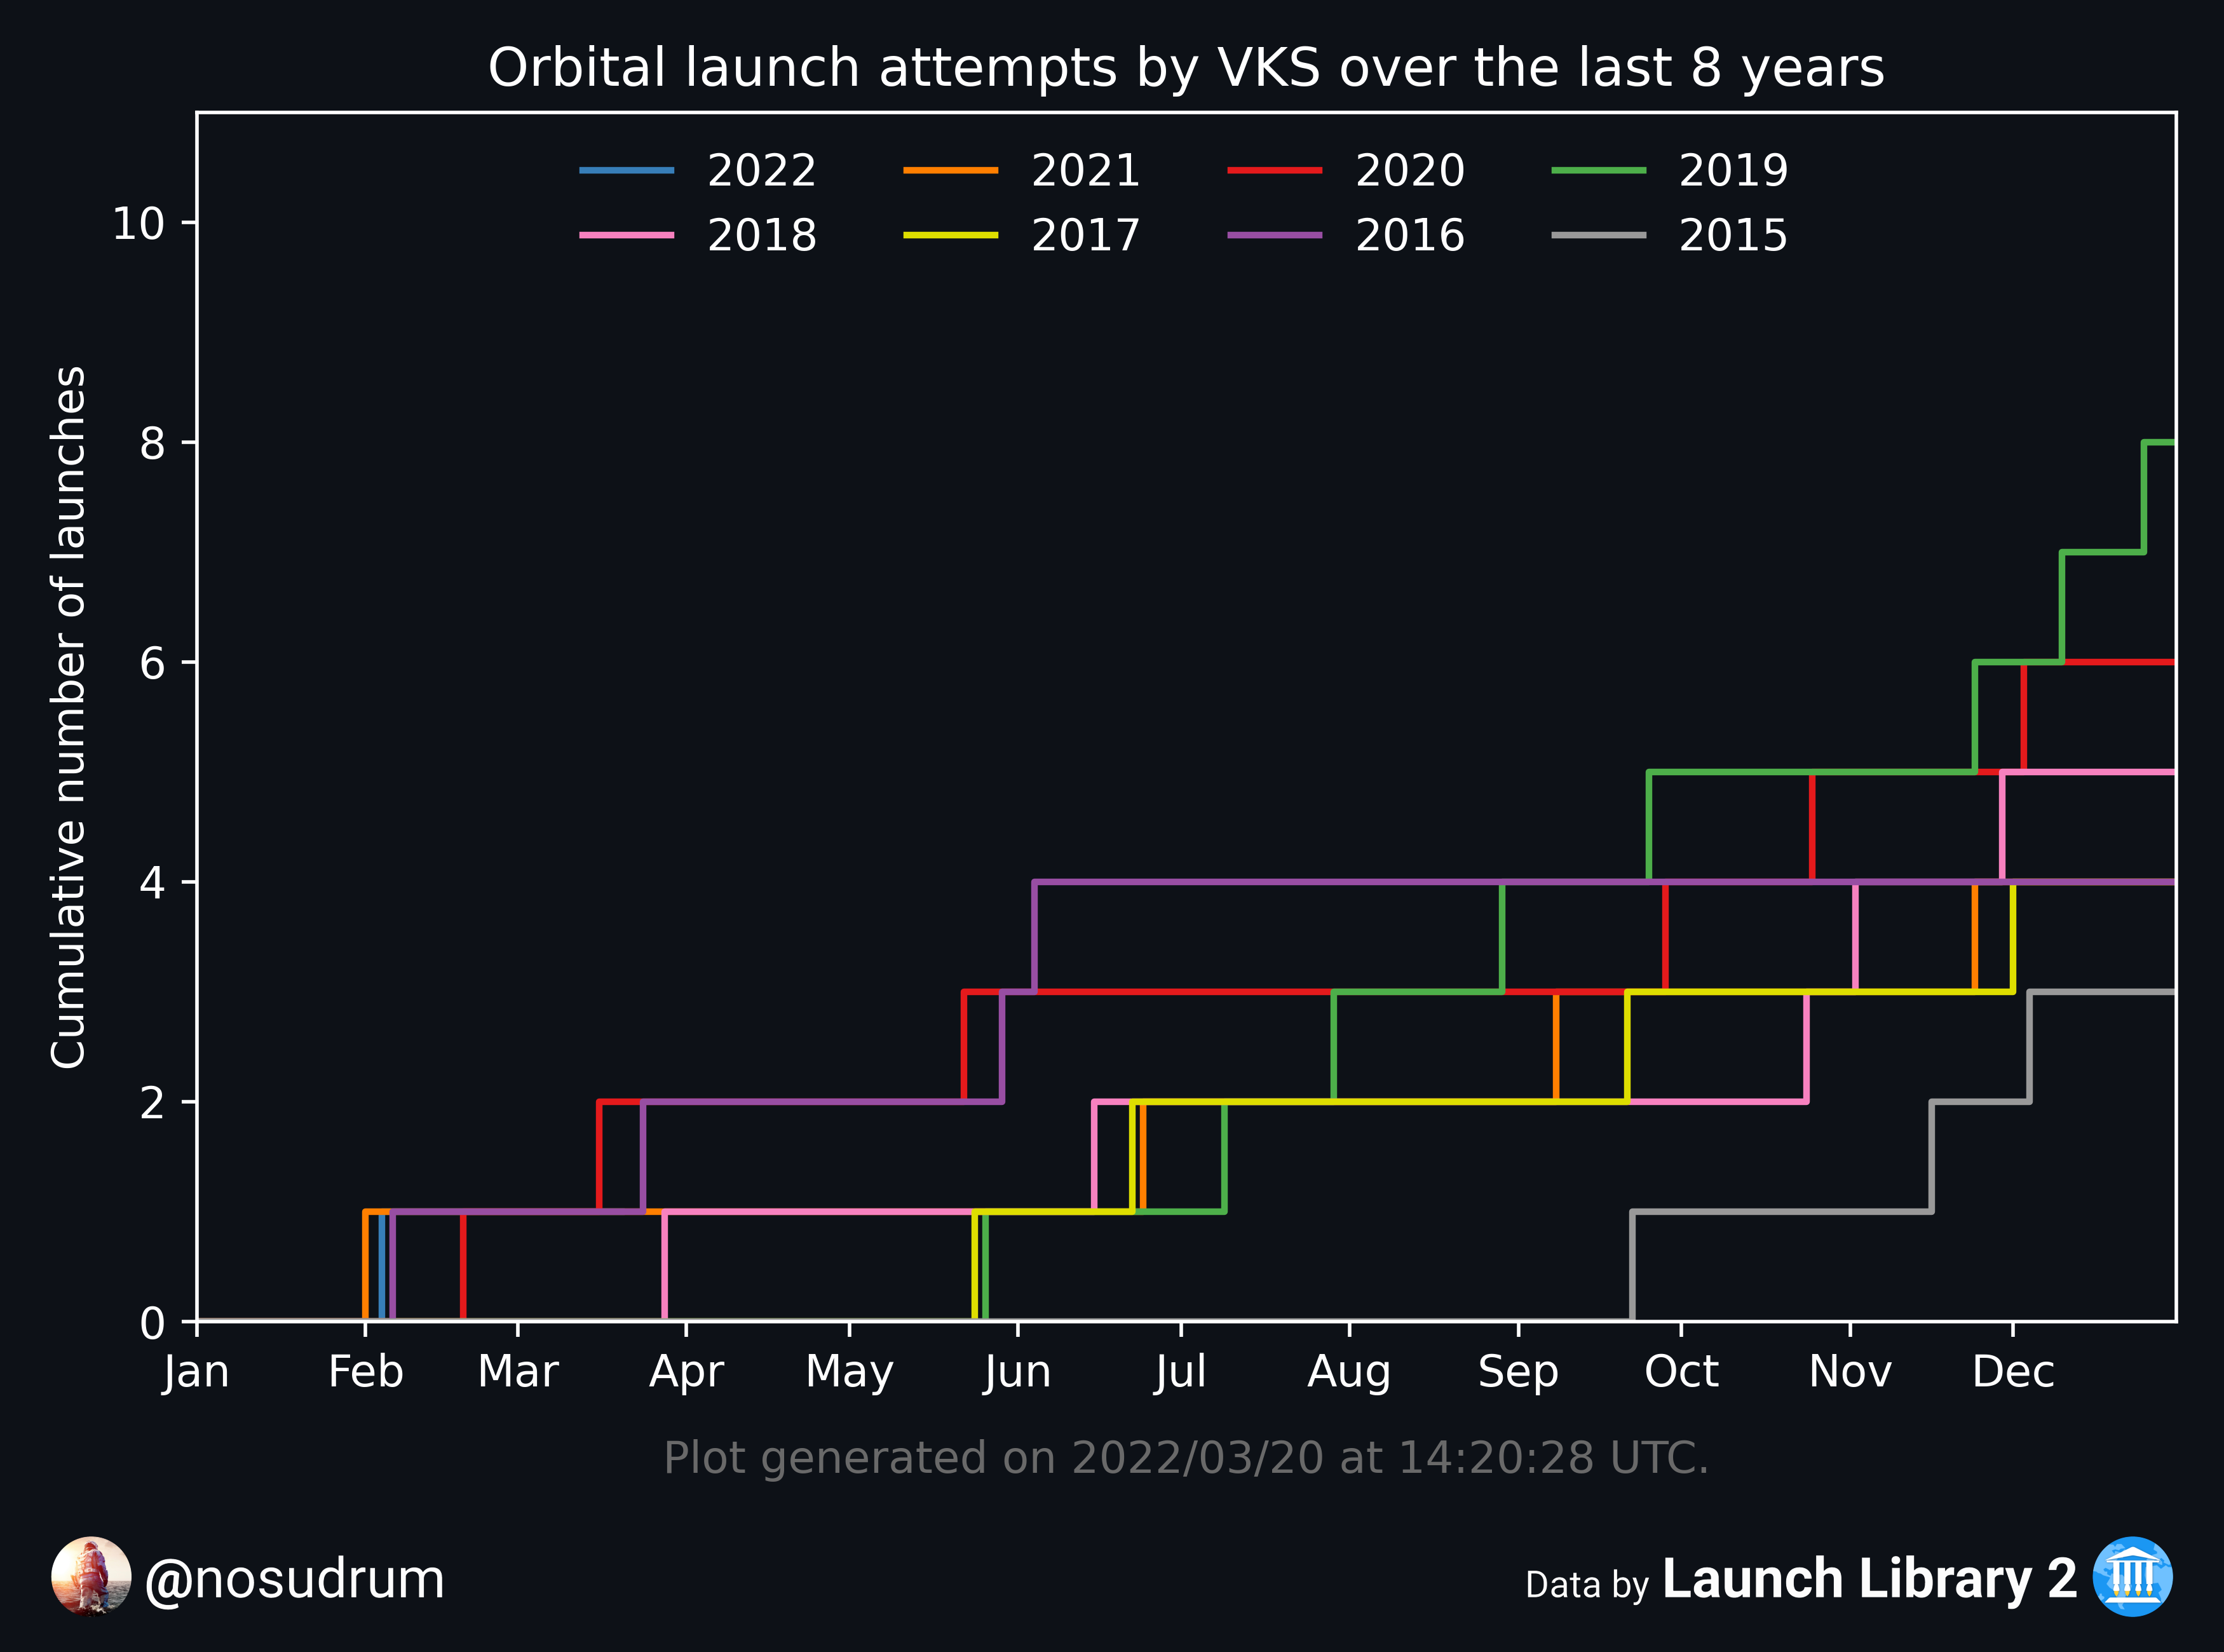 Orbital launch attempts by VKS over the last 8 years
2022 2021 2020 2019
2018 2017 2016 2015
Cumulative number of launches
10
8
6
4
2
0
Jan Feb Mar Apr May Jun Jul Aug Sep Oct Nov Dec
Plot generated on 2022/03/20 at 14:20:28 UTC.
@nosudrum
Data by Launch Library 2